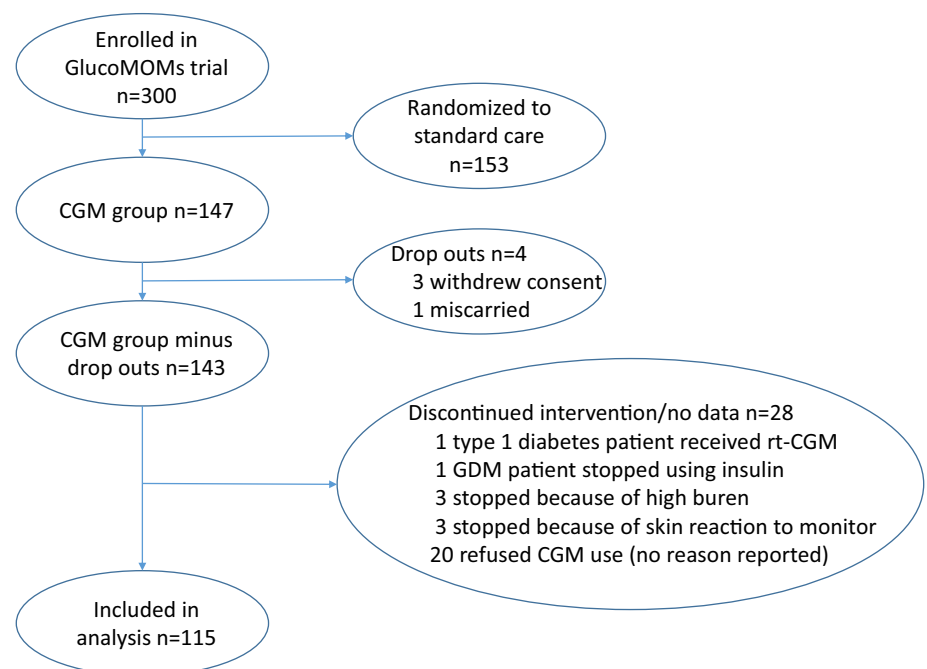 Enrolled in
GlucoMOMs trial
n=300
Randomized to
standard care
n=153
CGM group n=147
Drop outs n=4
3 withdrew consent
1 miscarried
CGM group minus
drop outs n=143
Discontinued intervention/no data n=28
1 type 1 diabetes patient received rt-CGM
1 GDM patient stopped using insulin
3 stopped because of high buren
3 stopped because of skin reaction to monitor
20 refused CGM use (no reason reported)
Included in
analysis n=115